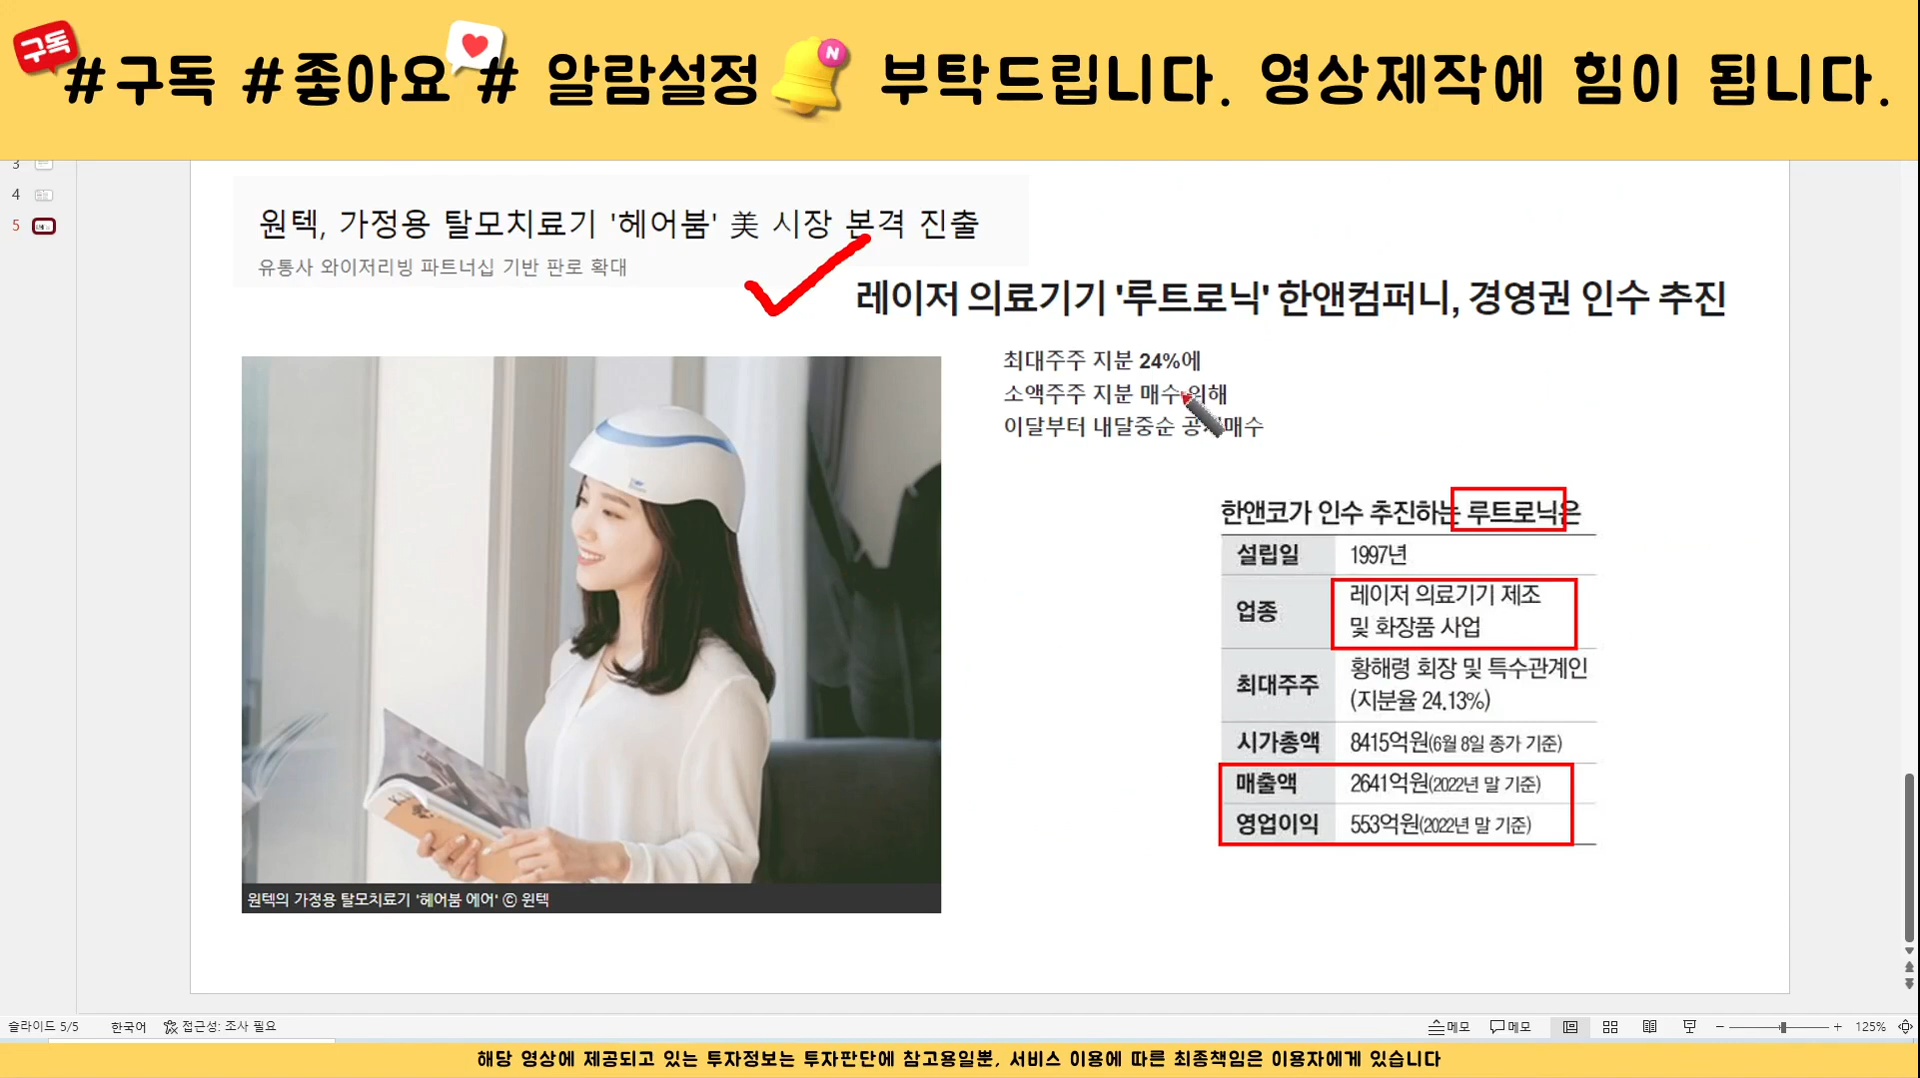 구독
#구독 #좋아요 # 알람설정 부탁드립니다. 영상제작에 힘이 됩니다.
N
3
4
5
원텍, 가정용 탈모치료기 '헤어붐' 美 시장 본격 진출
유통사 와이저리빙 파트너십 기반 판로 확대
레이저 의료기기 '루트로닉' 한앤컴퍼니, 경영권 인수 추진
최대주주 지분 24%에
소액주주 지분 매수 위해
이달부터 내달중순 공개매수
한앤코가 인수 추진하는 루트로닉은
설립일 1997년
업종 레이저 의료기기 제조
및 화장품 사업
최대주주 황해령 회장 및 특수관계인
(지분율 24.13%)
시가총액 8415억원(6월 8일 종가 기준)
매출액 2641억원(2022년 말 기준)
영업이익 553억원(2022년 말 기준)
원텍의 가정용 탈모치료기 '헤어붐 에어' ⓒ 원텍
슬라이드 5/5 한국어 접근성: 조사 필요 메모 메모 125%
해당 영상에 제공되고 있는 투자정보는 투자판단에 참고용일뿐, 서비스 이용에 따른 최종책임은 이용자에게 있습니다